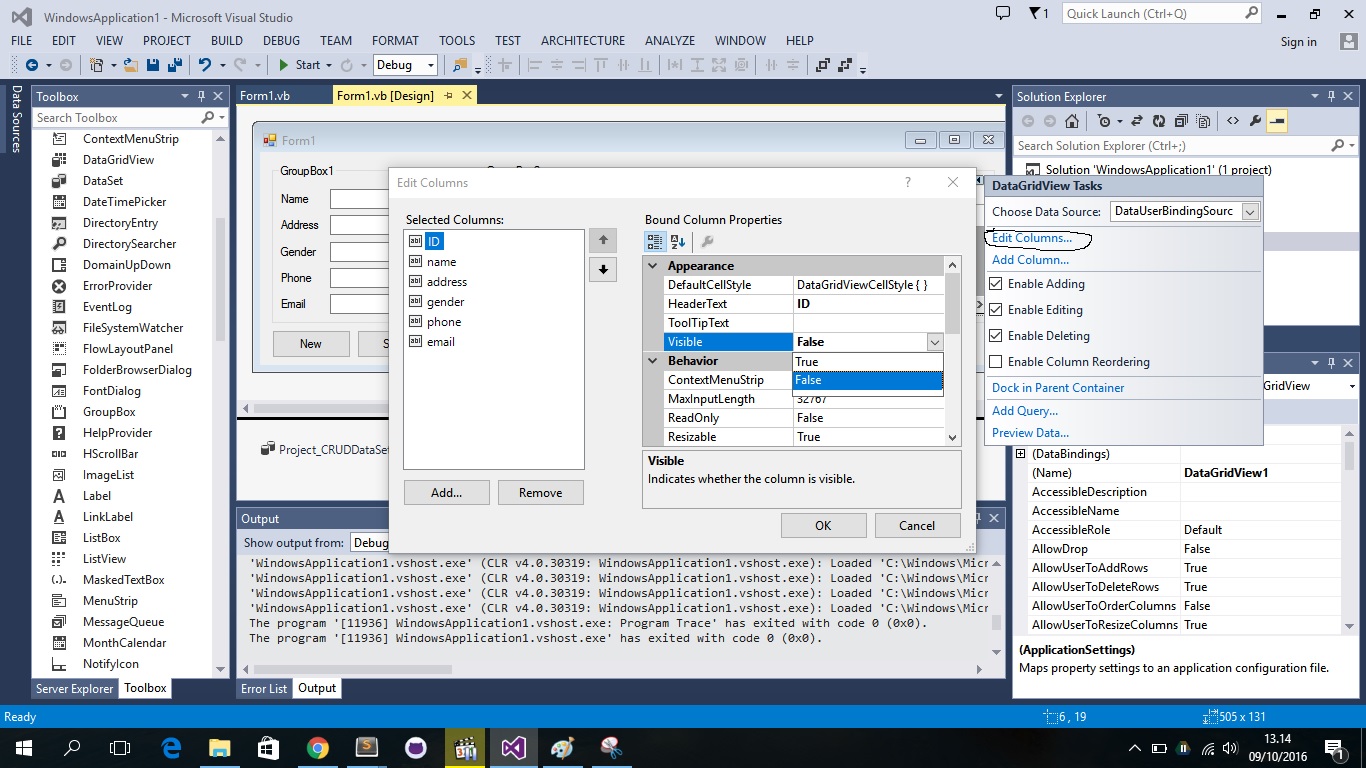 WindowsApplication1 - Microsoft Visual Studio
1
Quick Launch (Ctrl+Q)
FILE EDIT VIEW PROJECT BUILD DEBUG TEAM FORMAT TOOLS TEST ARCHITECTURE ANALYZE WINDOW HELP
Sign in
Start
Debug
Data Sources
Toolbox
Search Toolbox
ContextMenuStrip
DataGridView
DataSet
DateTimePicker
DirectoryEntry
DirectorySearcher
DomainUpDown
ErrorProvider
EventLog
FileSystemWatcher
FlowLayoutPanel
FolderBrowserDialog
FontDialog
GroupBox
HelpProvider
HScrollBar
ImageList
Label
LinkLabel
ListBox
ListView
MaskedTextBox
MenuStrip
MessageQueue
MonthCalendar
NotifyIcon
Server Explorer
Toolbox
Form1.vb
Form1.vb [Design]
Form1
GroupBox1
Name
Address
Gender
Phone
Email
New
S
Project_CRUDDataSet
Edit Columns
?
Selected Columns:
ID
name
address
gender
phone
email
Add...
Remove
Bound Column Properties
Appearance
DefaultCellStyle DataGridViewCellStyle { }
HeaderText ID
ToolTipText
Visible False
True
False
Behavior
ContextMenuStrip
MaxInputLength 32767
ReadOnly False
Resizable True
Visible
Indicates whether the column is visible.
OK
Cancel
Output
Show output from:
Debug
'WindowsApplication1.vshost.exe' (CLR v4.0.30319: WindowsApplication1.vshost.exe): Loaded 'C:\Windows\Micr
'WindowsApplication1.vshost.exe' (CLR v4.0.30319: WindowsApplication1.vshost.exe): Loaded 'C:\Windows\Micr
'WindowsApplication1.vshost.exe' (CLR v4.0.30319: WindowsApplication1.vshost.exe): Loaded 'C:\Windows\Micr
'WindowsApplication1.vshost.exe' (CLR v4.0.30319: WindowsApplication1.vshost.exe): Loaded 'C:\Windows\Micr
The program '[11936] WindowsApplication1.vshost.exe: Program Trace' has exited with code 0 (0x0).
The program '[11936] WindowsApplication1.vshost.exe' has exited with code 0 (0x0).
Error List
Output
Solution Explorer
Search Solution Explorer (Ctrl+;)
Solution 'WindowsApplication1' (1 project)
DataGridView Tasks
Choose Data Source: DataUserBindingSourc
Edit Columns...
Add Column...
Enable Adding
Enable Editing
Enable Deleting
Enable Column Reordering
Dock in Parent Container
Add Query...
Preview Data...
GridView
(DataBindings)
(Name) DataGridView1
AccessibleDescription
AccessibleName
AccessibleRole Default
AllowDrop False
AllowUserToAddRows True
AllowUserToDeleteRows True
AllowUserToOrderColumns False
AllowUserToResizeColumns True
(ApplicationSettings)
Maps property settings to an application configuration file.
Ready
6 , 19
505 x 131
13.14
09/10/2016
1